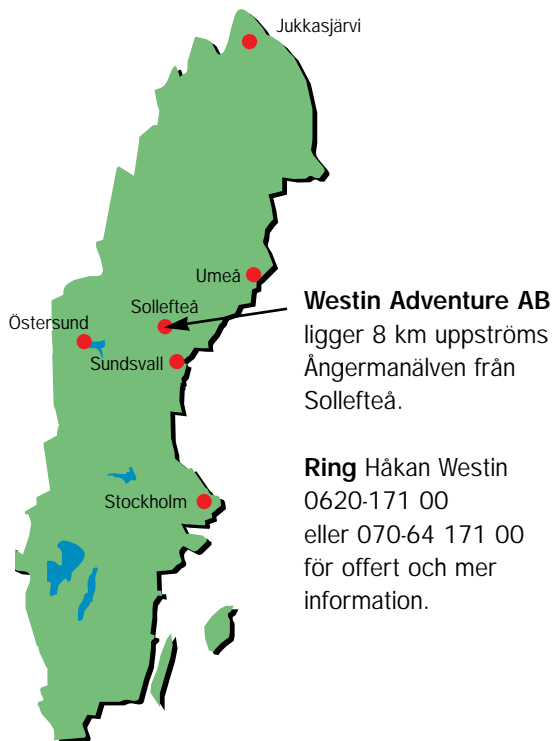 Jukkasjärvi
Umeå
Sollefteå
Östersund
Sundsvall
Stockholm
Westin Adventure AB
ligger 8 km uppströms
Ångermanälven från
Sollefteå.
Ring Håkan Westin
0620-171 00
eller 070-64 171 00
för offert och mer
information.